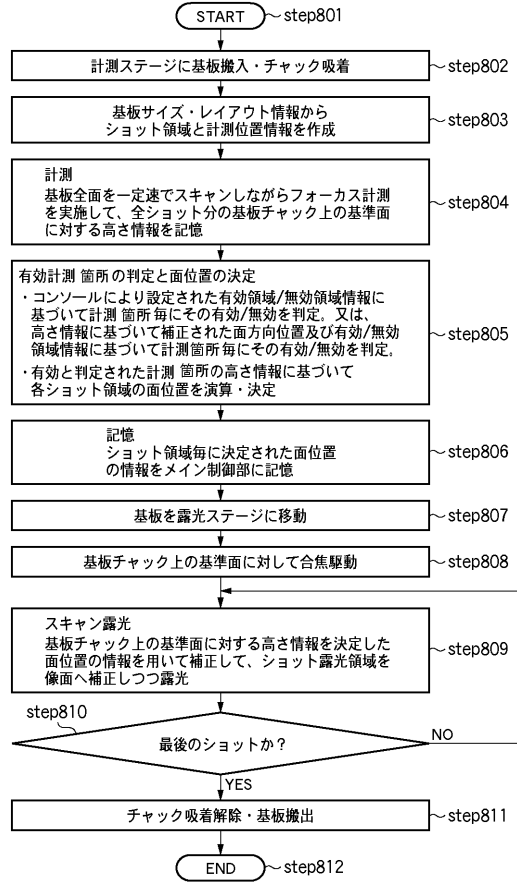 START
step801
計測ステージに基板搬入・チャック吸着
step802
基板サイズ・レイアウト情報から
ショット領域と計測位置情報を作成
step803
計測
基板全面を一定速でスキャンしながらフォーカス計測
を実施して、全ショット分の基板チャック上の基準面
に対する高さ情報を記憶
step804
有効計測箇所の判定と面位置の決定
・コンソールにより設定された有効領域/無効領域情報に
基づいて計測箇所毎にその有効/無効を判定。又は、
高さ情報に基づいて補正された面方向位置及び有効/無効
領域情報に基づいて計測箇所毎にその有効/無効を判定。
・有効と判定された計測箇所の高さ情報に基づいて
各ショット領域の面位置を演算・決定
step805
記憶
ショット領域毎に決定された面位置
の情報をメイン制御部に記憶
step806
基板を露光ステージに移動
step807
基板チャック上の基準面に対して合焦駆動
step808
スキャン露光
基板チャック上の基準面に対する高さ情報を決定した
面位置の情報を用いて補正して、ショット露光領域を
像面へ補正しつつ露光
step809
step810
最後のショットか？
NO
YES
チャック吸着解除・基板搬出
step811
END
step812